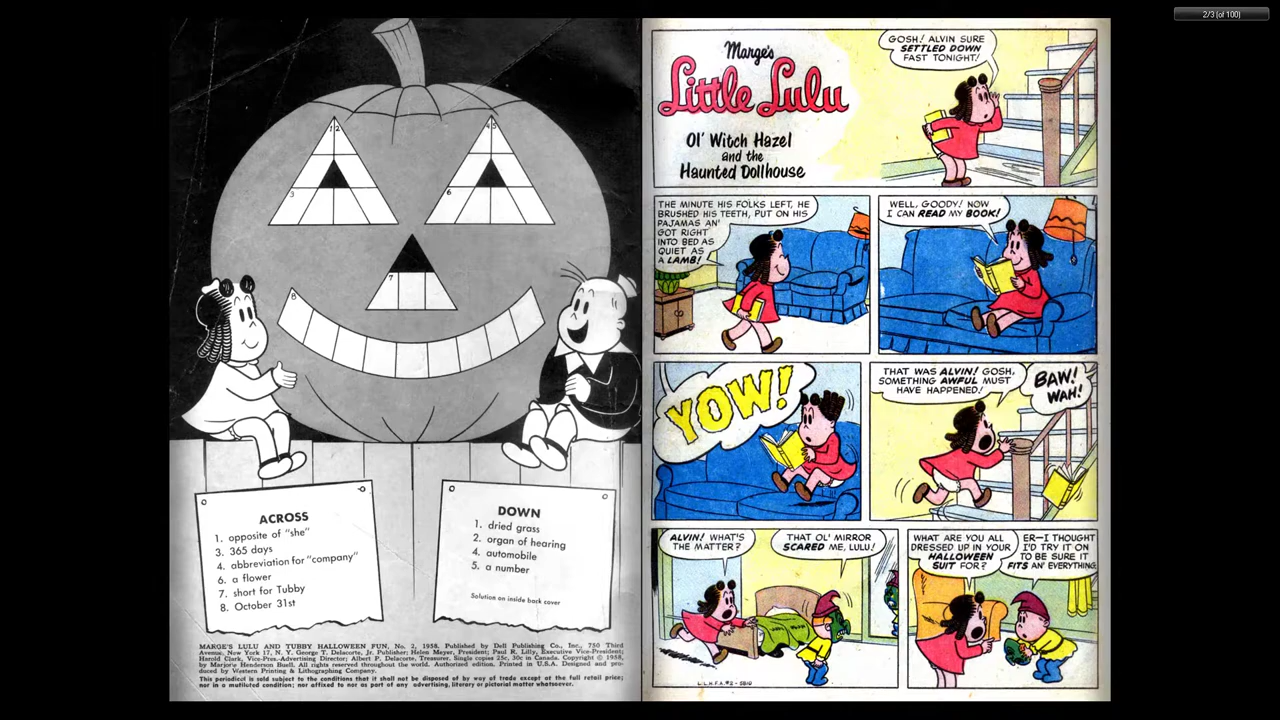 2/3 (of 100)
1 2
3
4 5
6
7
8
ACROSS
1. opposite of "she"
3. 365 days
4. abbreviation for "company"
6. a flower
7. short for Tubby
8. October 31st
DOWN
1. dried grass
2. organ of hearing
4. automobile
5. a number
Solution on inside back cover
MARGE'S LULU AND TUBBY HALLOWEEN FUN, No. 2, 1958. Published by Dell Publishing Co., Inc., 750 Third
Avenue, New York 17, N. Y. George T. Delacorte, Jr. Publisher; Helen Meyer, President; Paul R. Lilly, Executive Vice-President;
Harold Clark, Vice-Pres.-Advertising Director; Albert P. Delacorte, Treasurer. Single copies 25c, 30c in Canada. Copyright © 1958,
by Marjorie Henderson Buell. All rights reserved throughout the world. Authorized edition. Printed in U.S.A. Designed and pro-
duced by Western Printing & Lithographing Company.
This periodical is sold subject to the conditions that it shall not be disposed of by way of trade except at the full retail price;
nor in a mutilated condition; nor affixed to nor as part of any advertising, literary or pictorial matter whatsoever.
Marge's
Little Lulu
Ol' Witch Hazel
and the
Haunted Dollhouse
GOSH! ALVIN SURE
SETTLED DOWN
FAST TONIGHT!
THE MINUTE HIS FOLKS LEFT, HE
BRUSHED HIS TEETH, PUT ON HIS
PAJAMAS AN'
GOT RIGHT
INTO BED AS
QUIET AS
A LAMB!
WELL, GOODY! NOW
I CAN READ MY BOOK!
YOW!
THAT WAS ALVIN! GOSH,
SOMETHING AWFUL MUST
HAVE HAPPENED!
BAW!
WAH!
ALVIN! WHAT'S
THE MATTER?
THAT OL' MIRROR
SCARED ME, LULU!
L.L.H.F.A.#2-5810
WHAT ARE YOU ALL
DRESSED UP IN YOUR
HALLOWEEN
SUIT FOR?
ER—I THOUGHT
I'D TRY IT ON
TO BE SURE IT
FITS AN' EVERYTHING